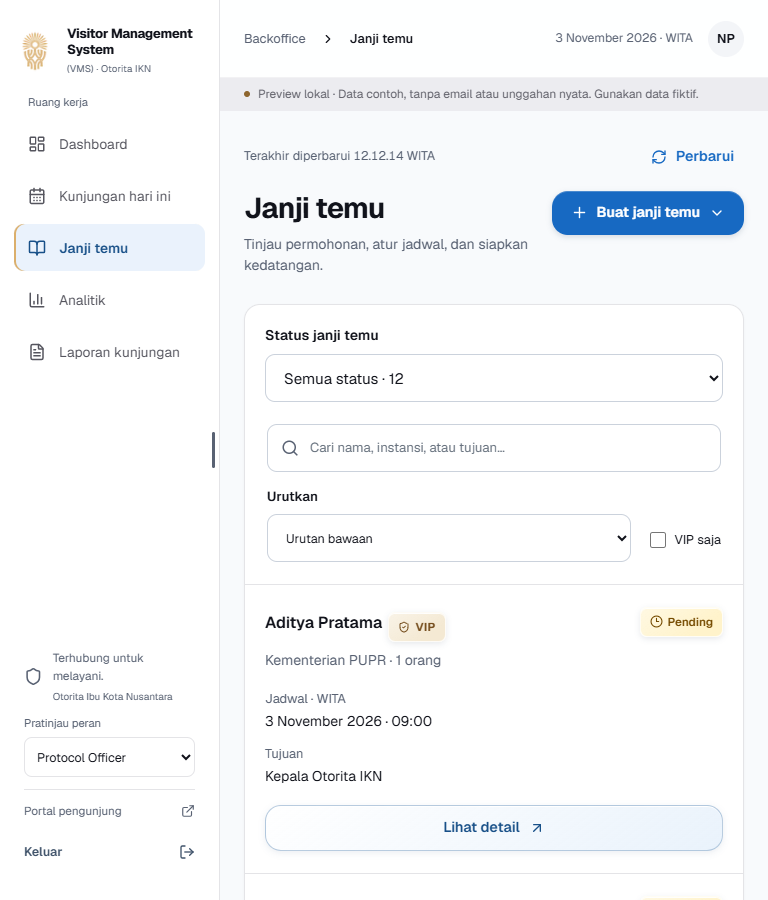 Visitor Management
System
(VMS) · Otorita IKN
Ruang kerja
Dashboard
Kunjungan hari ini
Janji temu
Analitik
Laporan kunjungan
Terhubung untuk
melayani.
Otorita Ibu Kota Nusantara
Pratinjau peran
Protocol Officer
Portal pengunjung
Keluar
Backoffice
Janji temu
3 November 2026 · WITA
NP
Preview lokal · Data contoh, tanpa email atau unggahan nyata. Gunakan data fiktif.
Terakhir diperbarui 12.12.14 WITA
Perbarui
Janji temu
Buat janji temu
Tinjau permohonan, atur jadwal, dan siapkan
kedatangan.
Status janji temu
Semua status · 12
Cari nama, instansi, atau tujuan...
Urutkan
Urutan bawaan
VIP saja
Aditya Pratama
VIP
Pending
Kementerian PUPR · 1 orang
Jadwal · WITA
3 November 2026 · 09:00
Tujuan
Kepala Otorita IKN
Lihat detail